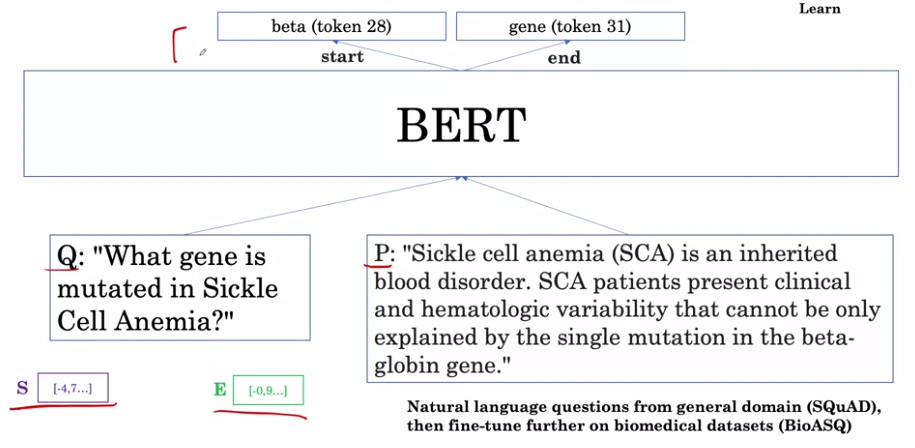 Learn
beta (token 28)
gene (token 31)
start
end
BERT
Q: "What gene is
mutated in Sickle
Cell Anemia?"
P: "Sickle cell anemia (SCA) is an inherited
blood disorder. SCA patients present clinical
and hematologic variability that cannot be only
explained by the single mutation in the beta-
globin gene."
S [-4,7...]
E [-0,9...]
Natural language questions from general domain (SQuAD),
then fine-tune further on biomedical datasets (BioASQ)